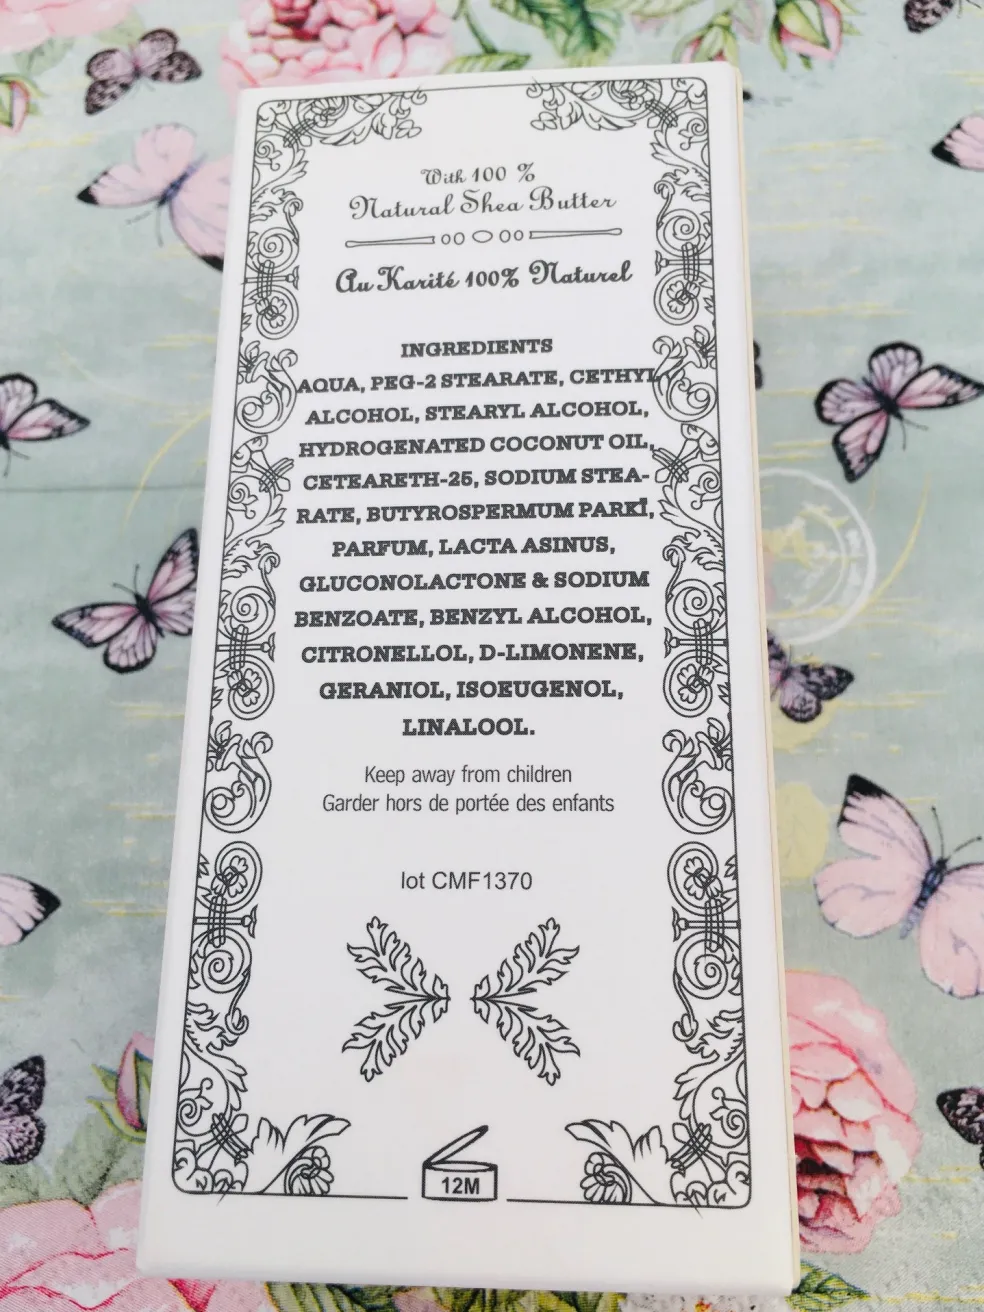 With 100 %
Natural Shea Butter
Au Karité 100% Naturel
INGREDIENTS
AQUA, PEG-2 STEARATE, CETHYL
ALCOHOL, STEARYL ALCOHOL,
HYDROGENATED COCONUT OIL,
CETEARETH-25, SODIUM STEA-
RATE, BUTYROSPERMUM PARKÎ,
PARFUM, LACTA ASINUS,
GLUCONOLACTONE & SODIUM
BENZOATE, BENZYL ALCOHOL,
CITRONELLOL, D-LIMONENE,
GERANIOL, ISOEUGENOL,
LINALOOL.
Keep away from children
Garder hors de portée des enfants
lot CMF1370
12M